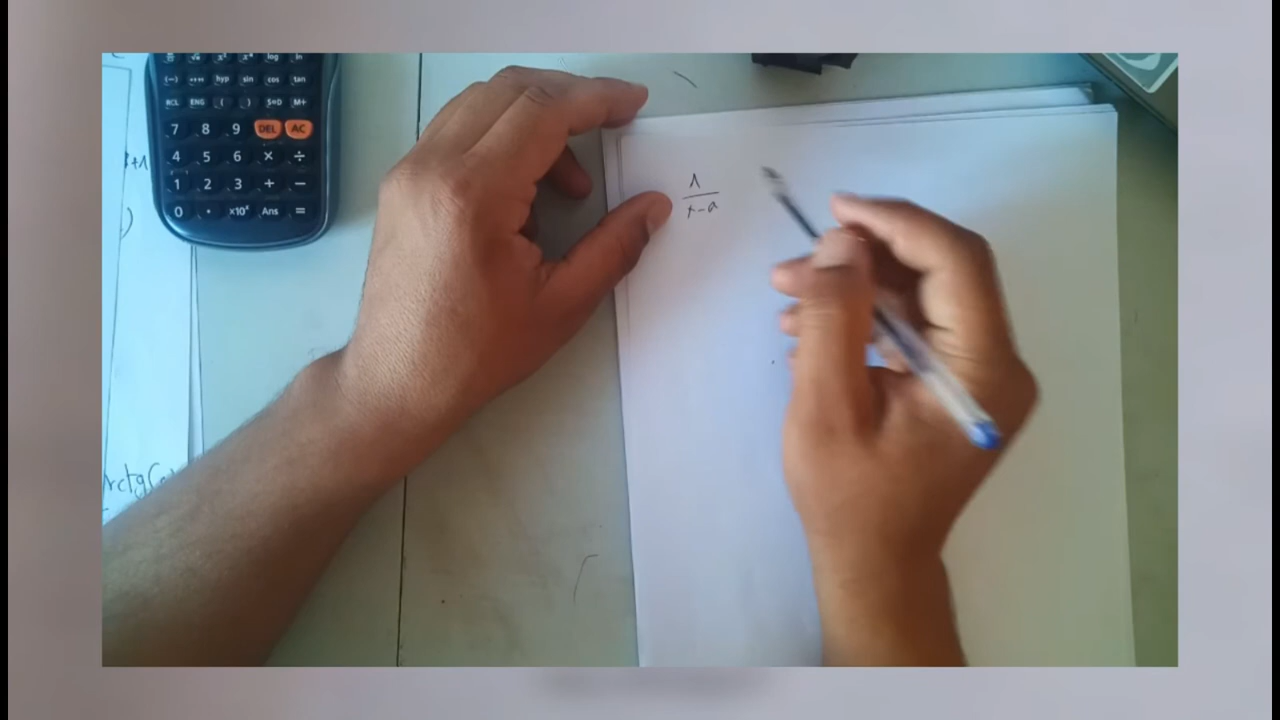 log ln
(−) hyp sin cos tan
RCL ENG ( ) S⇔D M+
7 8 9 DEL AC
4 5 6 × ÷
1 2 3 + −
0 . ×10ˣ Ans =
+1
)
1
x-a